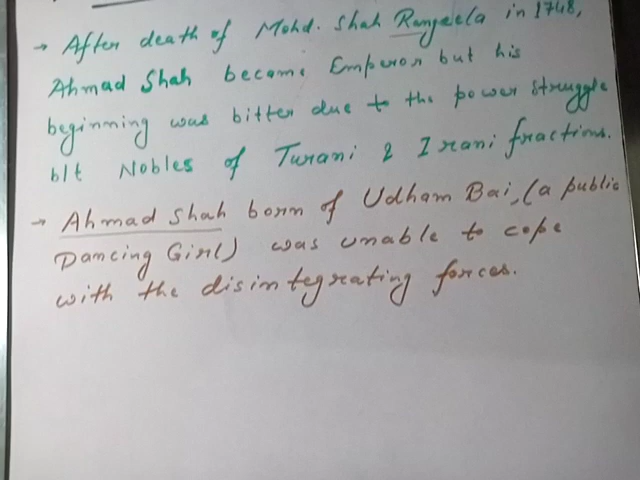 → After death of Mohd. Shah Rangeela in 1748,
Ahmad Shah became Emperor but his
beginning was bitter due to the power struggle
b/t Nobles of Turani & Irani fractions.
→ Ahmad Shah born of Udham Bai, (a public
Dancing Girl) was unable to cope
with the disintegrating forces.